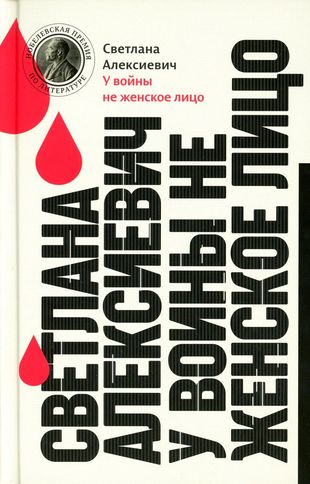 НОБЕЛЕВСКАЯ ПРЕМИЯ
ПО ЛИТЕРАТУРЕ
Светлана
Алексиевич
У войны
не женское лицо
СВЕТЛАНА
АЛЕКСИЕВИЧ
У ВОЙНЫ НЕ
ЖЕНСКОЕ ЛИЦО